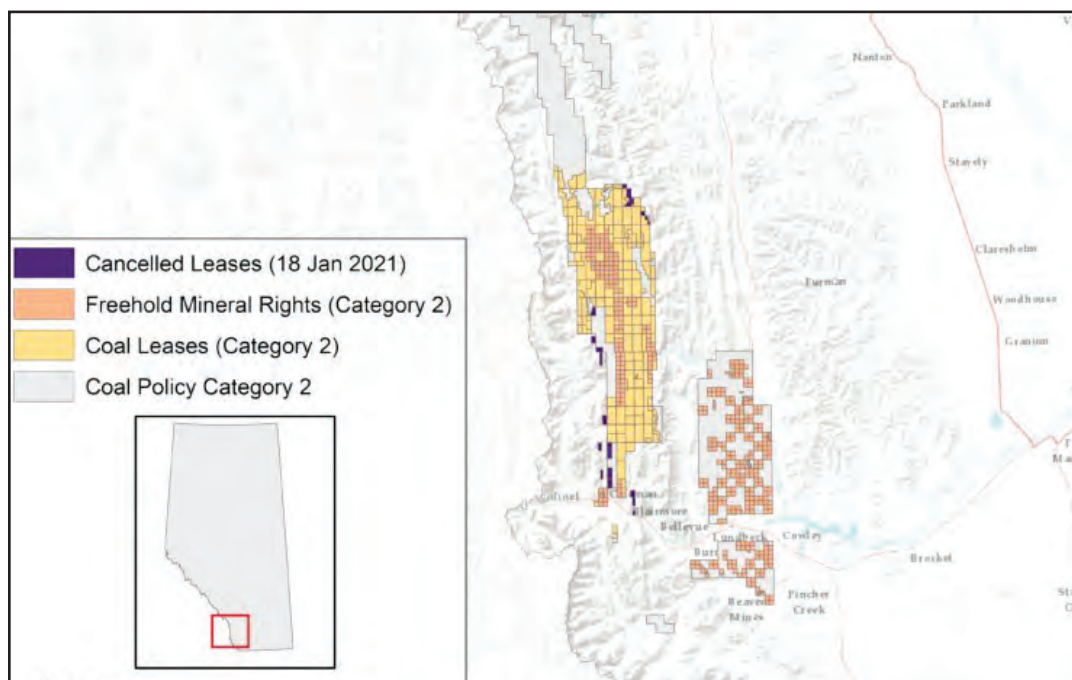 Nanton
Parkland
Stavely
Claresholm
Furman
Woodhouse
Granum
Cancelled Leases (18 Jan 2021)
Freehold Mineral Rights (Category 2)
Coal Leases (Category 2)
Coal Policy Category 2
Blairmore
Bellevue
Lundbreck
Cowley
Brocket
Beaver
Mines
Pincher
Creek